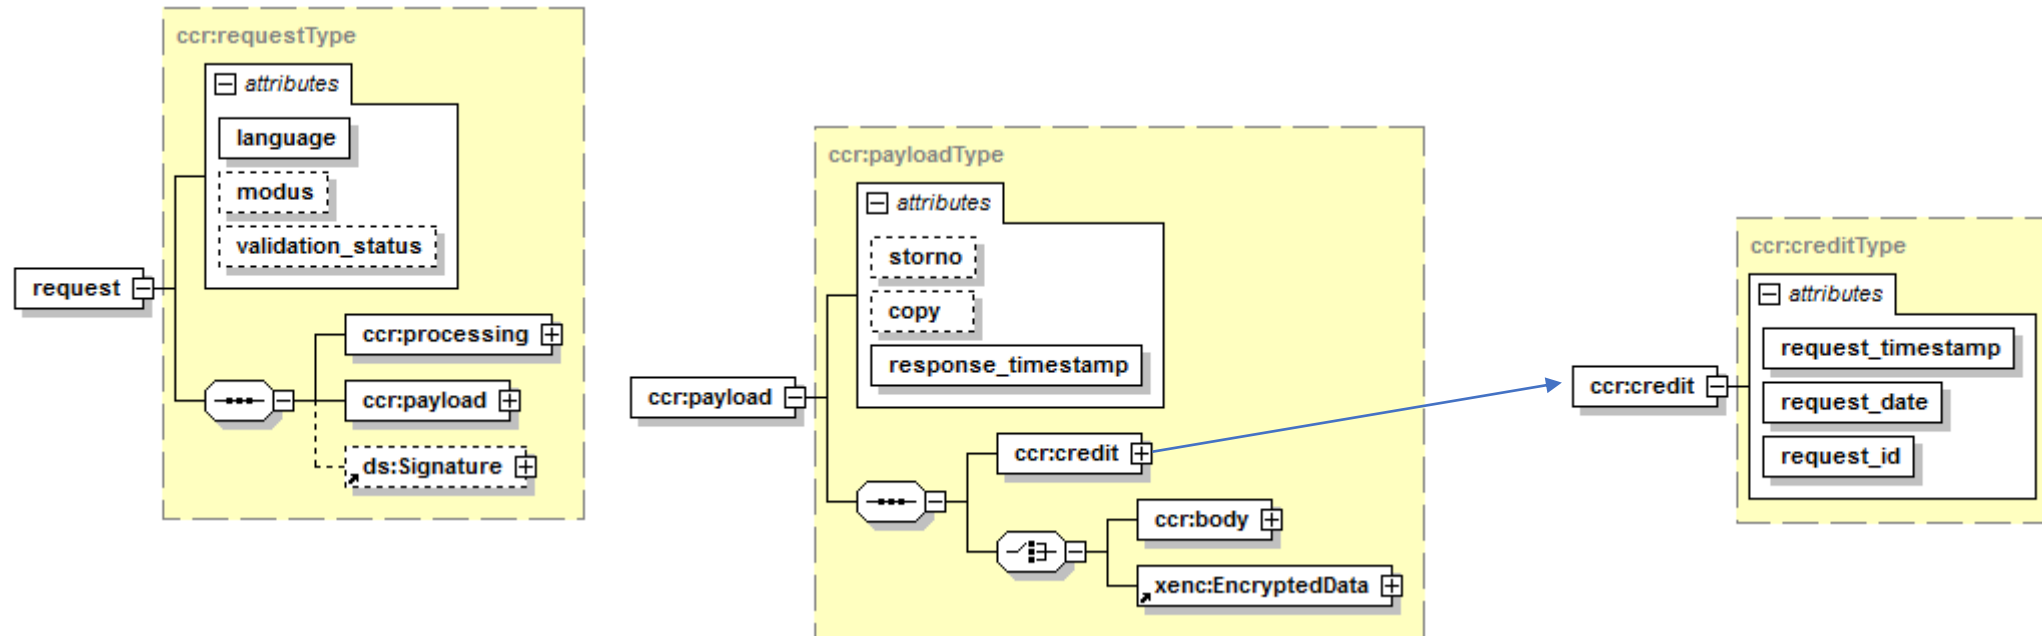 ccr:requestType
attributes
language
modus
validation_status
request
ccr:processing
ccr:payload
ds:Signature
ccr:payloadType
attributes
storno
copy
response_timestamp
ccr:payload
ccr:credit
ccr:body
xenc:EncryptedData
ccr:creditType
attributes
request_timestamp
ccr:credit
request_date
request_id